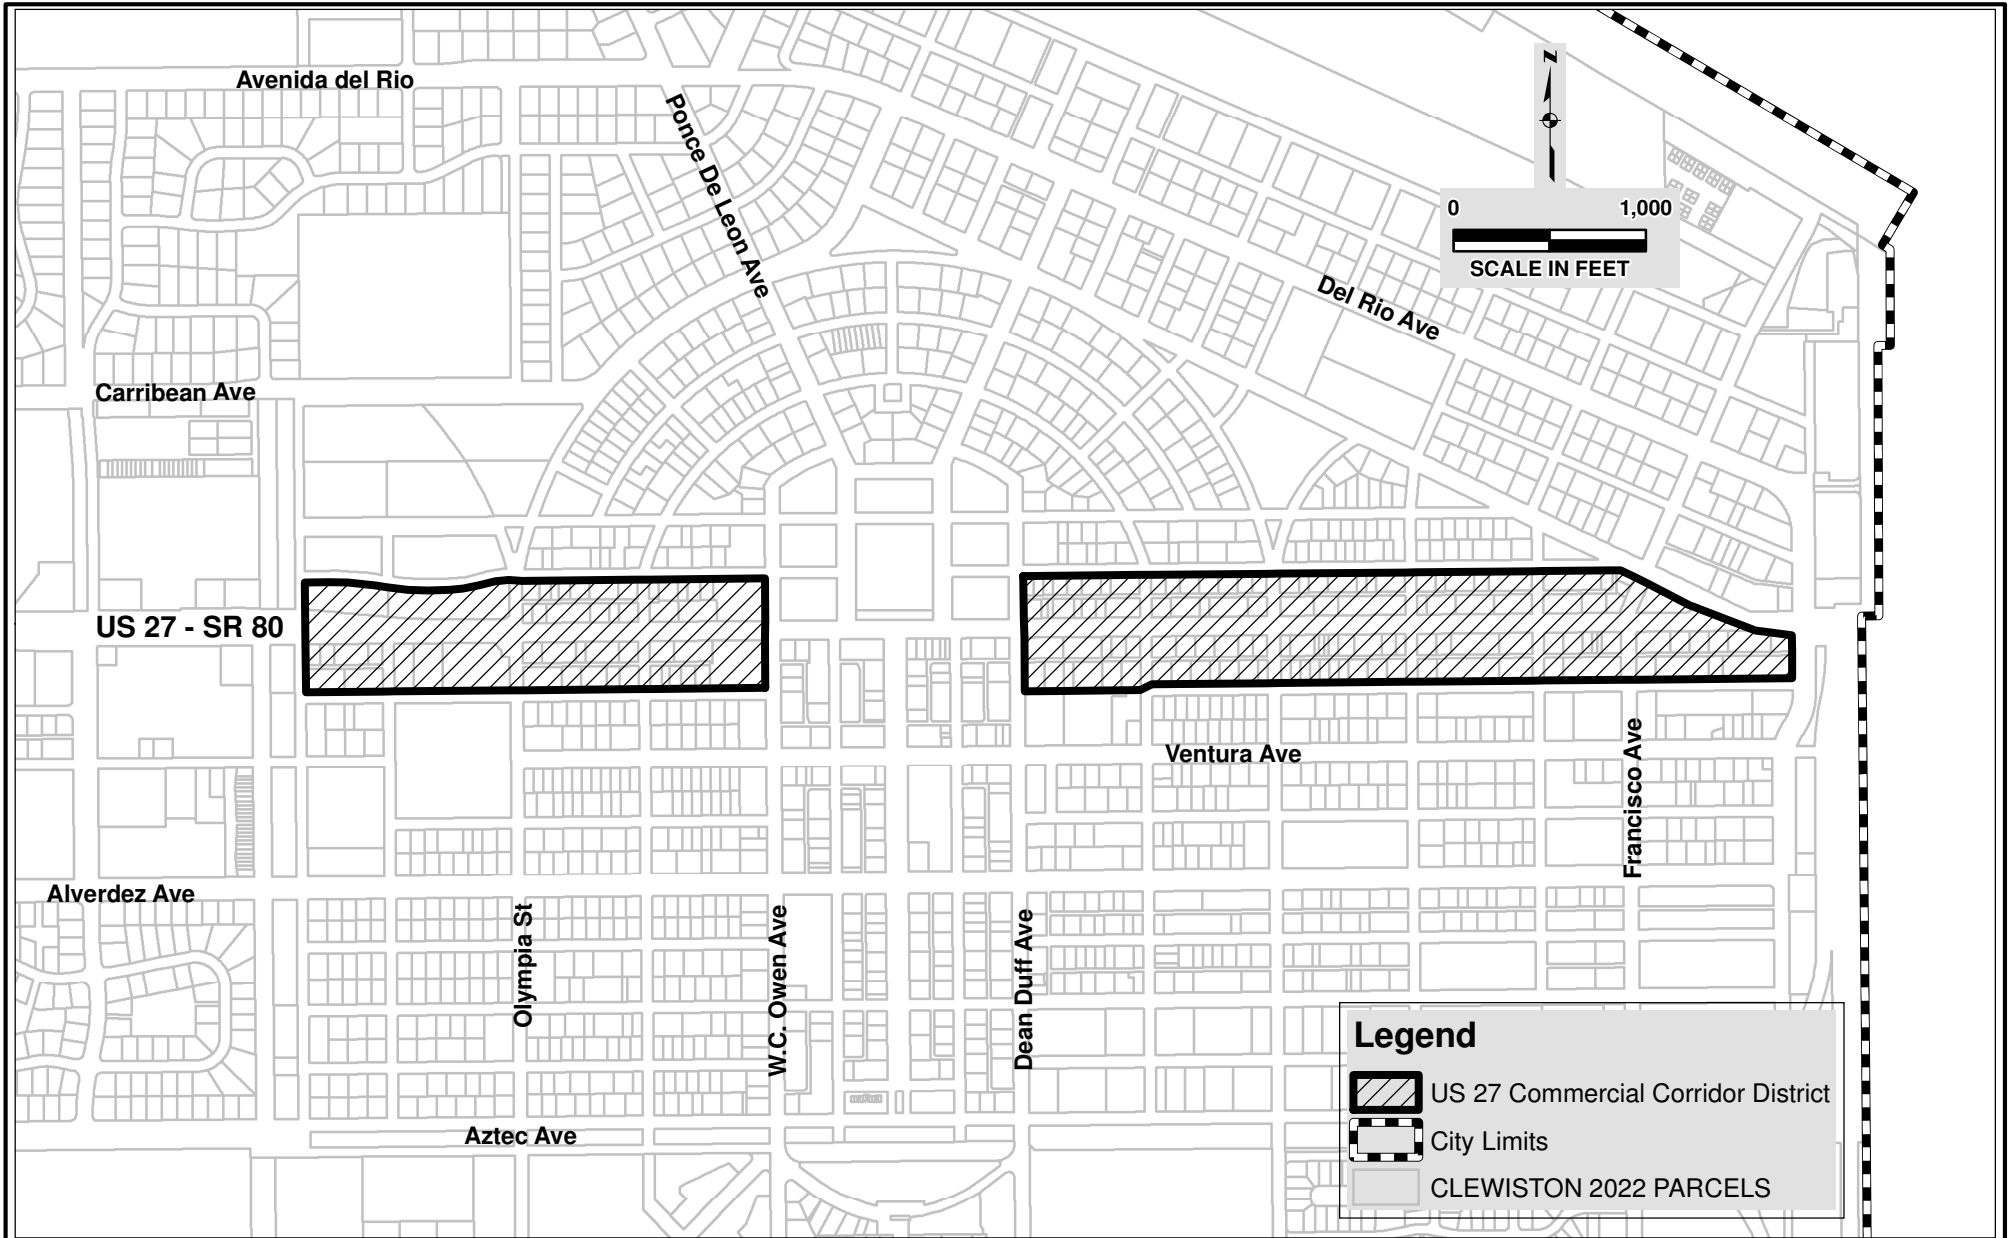 Avenida del Rio
Ponce De Leon Ave
N
0 1,000
SCALE IN FEET
Del Rio Ave
Carribean Ave
US 27 - SR 80
Ventura Ave
Francisco Ave
Alverdez Ave
Olympia St
W.C. Owen Ave
Dean Duff Ave
Aztec Ave
Legend
US 27 Commercial Corridor District
City Limits
CLEWISTON 2022 PARCELS